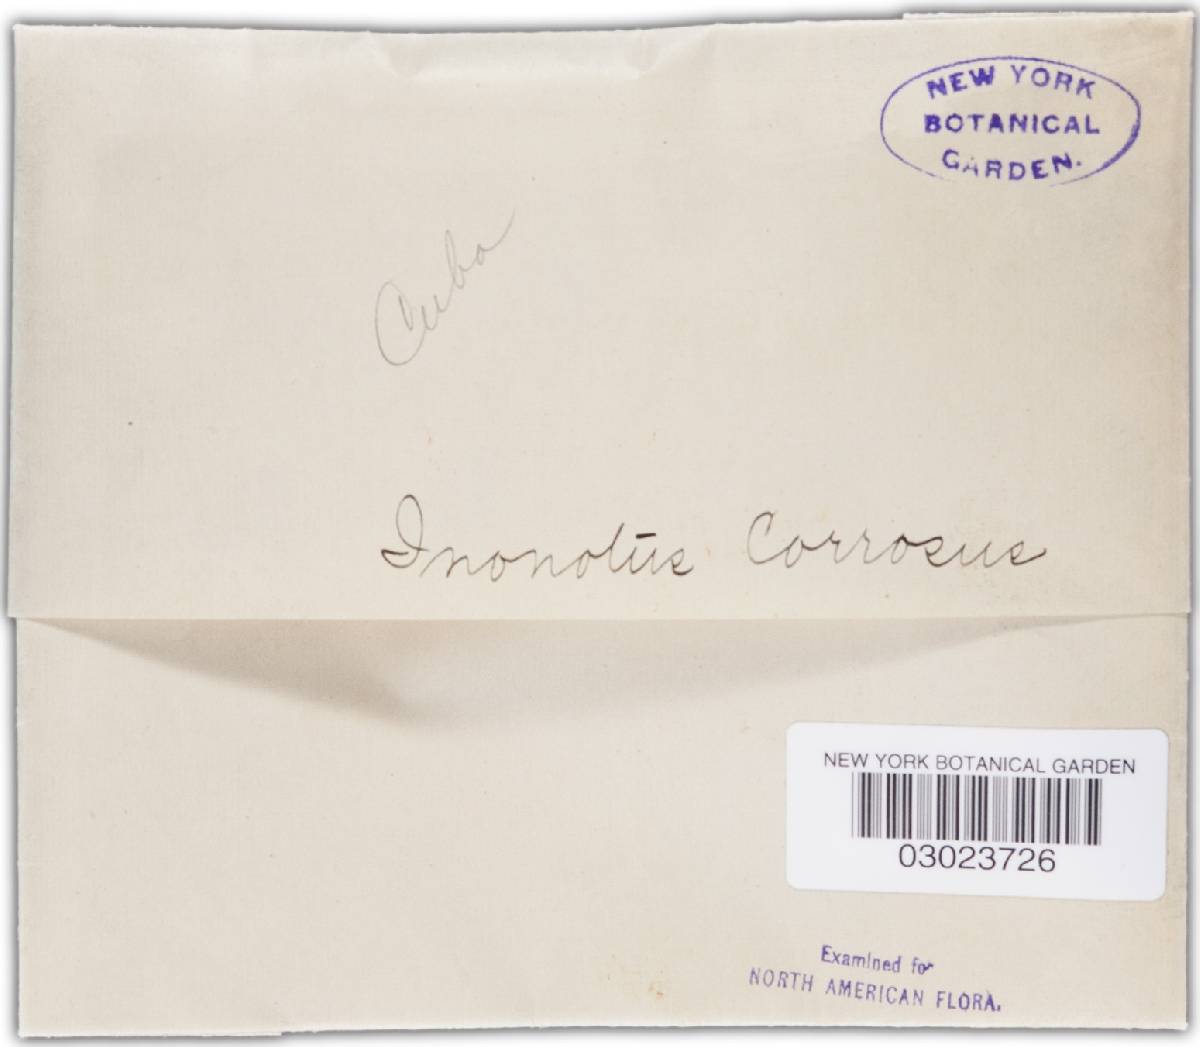 NEW YORK
BOTANICAL
GARDEN.
Cuba
Inonotus Corrosus
NEW YORK BOTANICAL GARDEN
03023726
Examined for
NORTH AMERICAN FLORA.